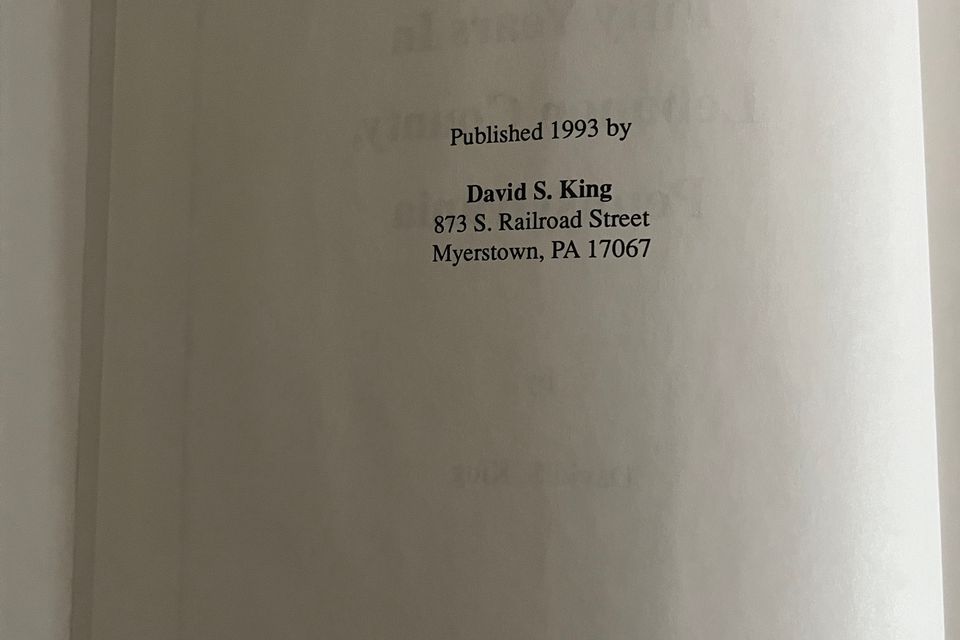 Published 1993 by
David S. King
873 S. Railroad Street
Myerstown, PA 17067